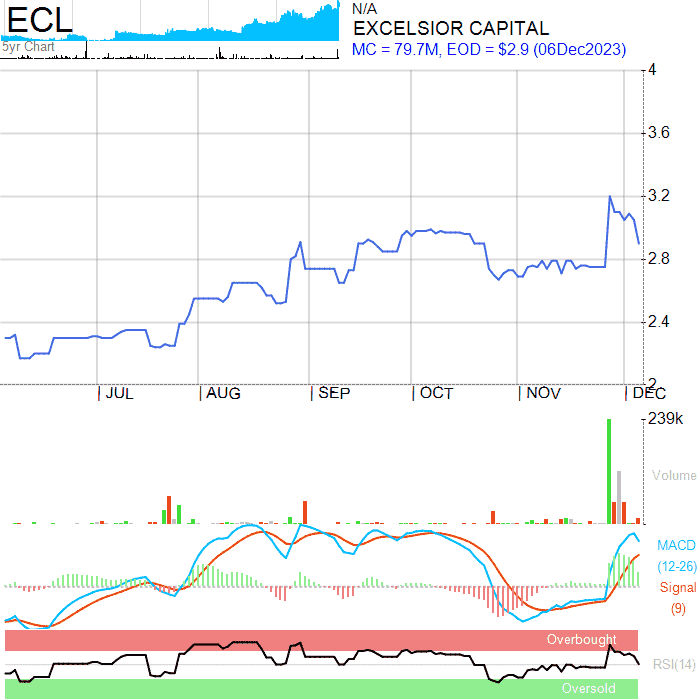 ECL
5yr Chart
N/A
EXCELSIOR CAPITAL
MC = 79.7M, EOD = $2.9 (06Dec2023)
4
3.6
3.2
2.8
2.4
2
JUL AUG SEP OCT NOV DEC
239k
Volume
MACD
(12-26)
Signal
(9)
Overbought
RSI(14)
Oversold